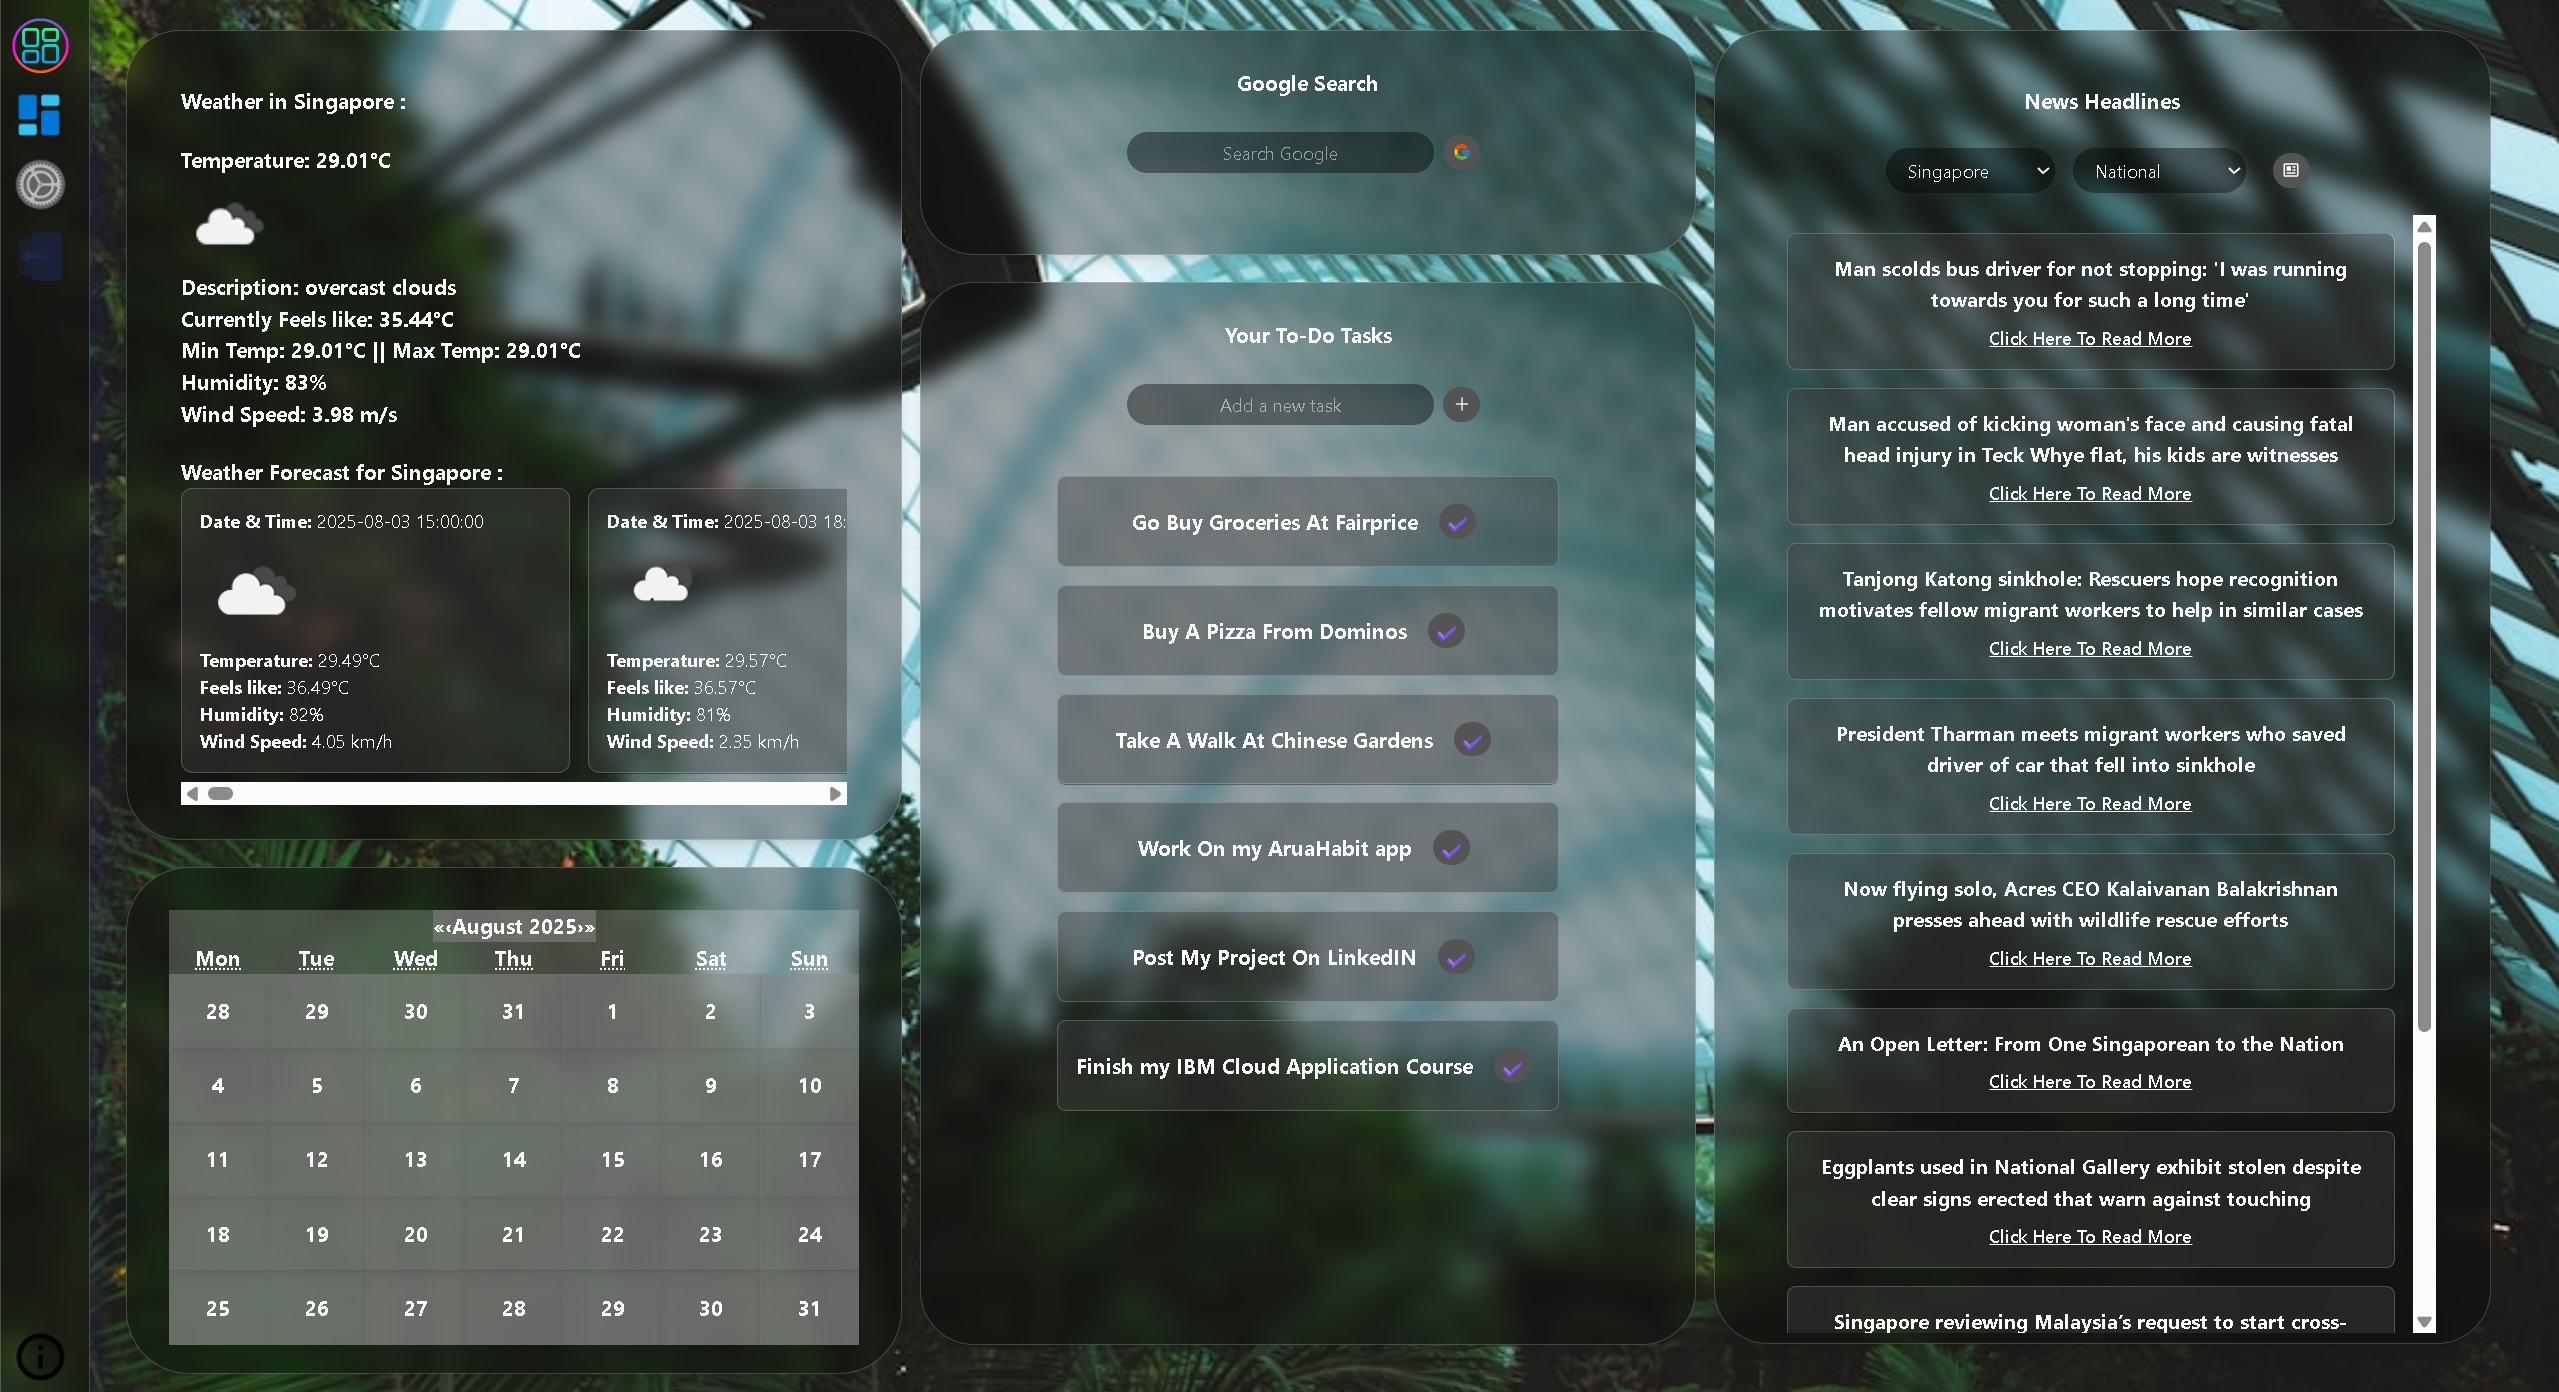 Weather in Singapore :
Temperature: 29.01°C
Description: overcast clouds
Currently Feels like: 35.44°C
Min Temp: 29.01°C || Max Temp: 29.01°C
Humidity: 83%
Wind Speed: 3.98 m/s
Weather Forecast for Singapore :
Date & Time: 2025-08-03 15:00:00
Temperature: 29.49°C
Feels like: 36.49°C
Humidity: 82%
Wind Speed: 4.05 km/h
Date & Time: 2025-08-03 18:
Temperature: 29.57°C
Feels like: 36.57°C
Humidity: 81%
Wind Speed: 2.35 km/h
«‹August 2025›»
Mon Tue Wed Thu Fri Sat Sun
28 29 30 31 1 2 3
4 5 6 7 8 9 10
11 12 13 14 15 16 17
18 19 20 21 22 23 24
25 26 27 28 29 30 31
Google Search
Search Google
Your To-Do Tasks
Add a new task
Go Buy Groceries At Fairprice
Buy A Pizza From Dominos
Take A Walk At Chinese Gardens
Work On my AruaHabit app
Post My Project On LinkedIN
Finish my IBM Cloud Application Course
News Headlines
Singapore National
Man scolds bus driver for not stopping: 'I was running
towards you for such a long time'
Click Here To Read More
Man accused of kicking woman's face and causing fatal
head injury in Teck Whye flat, his kids are witnesses
Click Here To Read More
Tanjong Katong sinkhole: Rescuers hope recognition
motivates fellow migrant workers to help in similar cases
Click Here To Read More
President Tharman meets migrant workers who saved
driver of car that fell into sinkhole
Click Here To Read More
Now flying solo, Acres CEO Kalaivanan Balakrishnan
presses ahead with wildlife rescue efforts
Click Here To Read More
An Open Letter: From One Singaporean to the Nation
Click Here To Read More
Eggplants used in National Gallery exhibit stolen despite
clear signs erected that warn against touching
Click Here To Read More
Singapore reviewing Malaysia’s request to start cross-